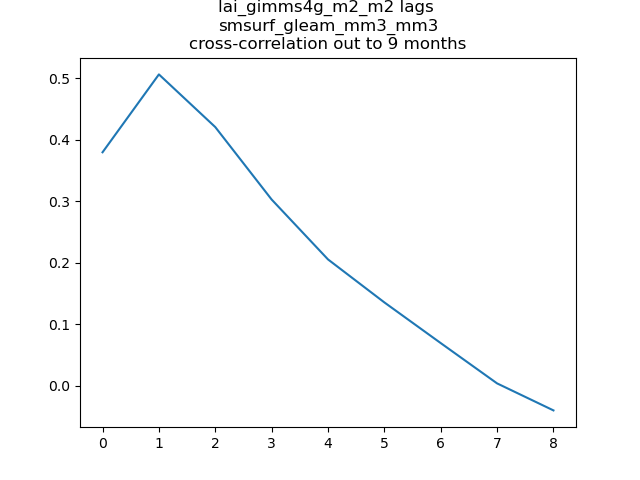 lai_gimms4g_m2_m2 lags
smsurf_gleam_mm3_mm3
cross-correlation out to 9 months
0.5
0.4
0.3
0.2
0.1
0.0
0 1 2 3 4 5 6 7 8